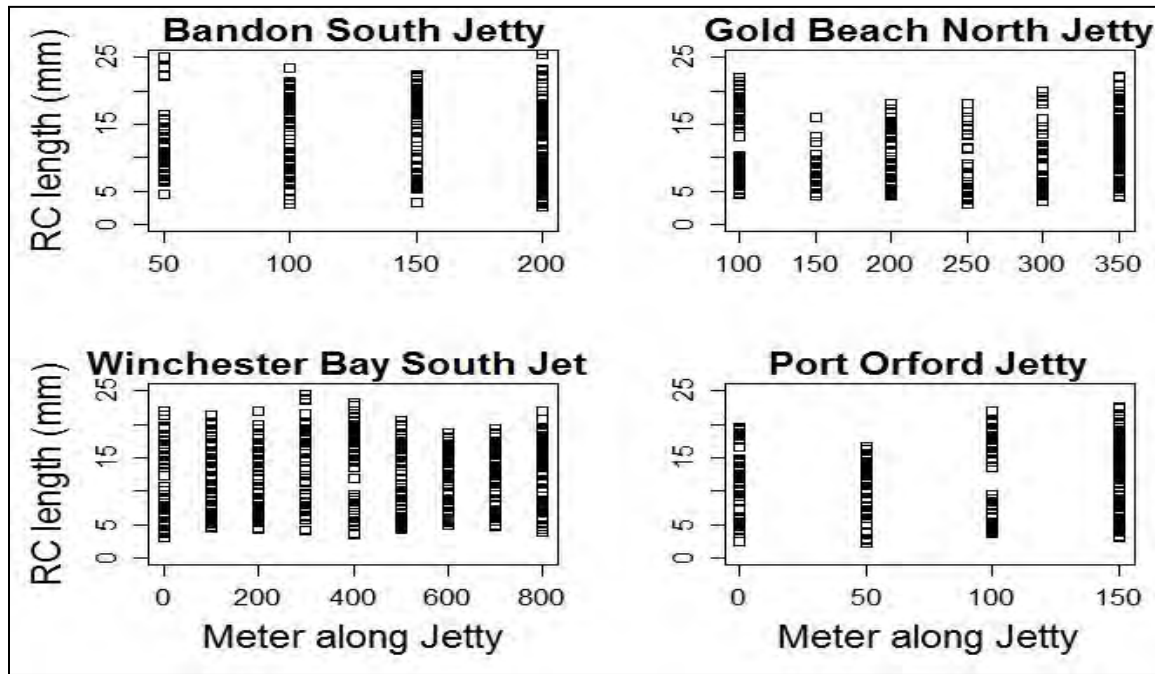 Bandon South Jetty
RC length (mm)
0 5 15 25
50 100 150 200
Gold Beach North Jetty
0 5 15 25
100 150 200 250 300 350
Winchester Bay South Jet
RC length (mm)
0 5 15 25
0 200 400 600 800
Meter along Jetty
Port Orford Jetty
0 5 15 25
0 50 100 150
Meter along Jetty